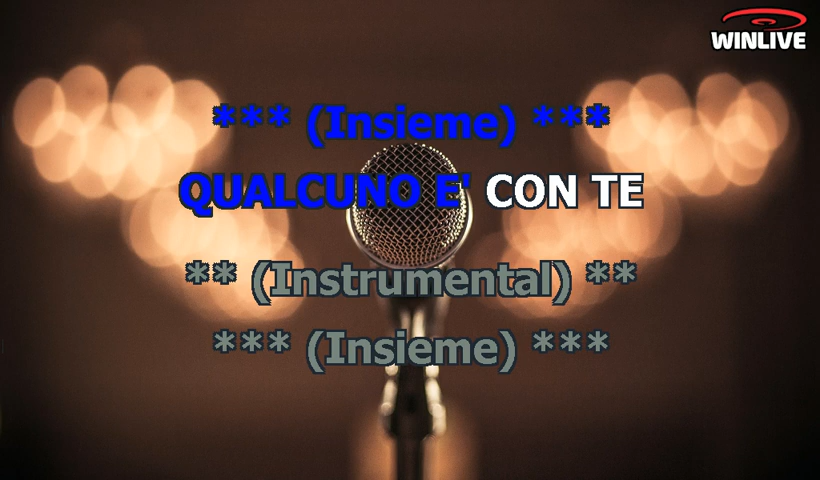 WINLIVE
*** (Insieme) ***
QUALCUNO E' CON TE
** (Instrumental) **
*** (Insieme) ***